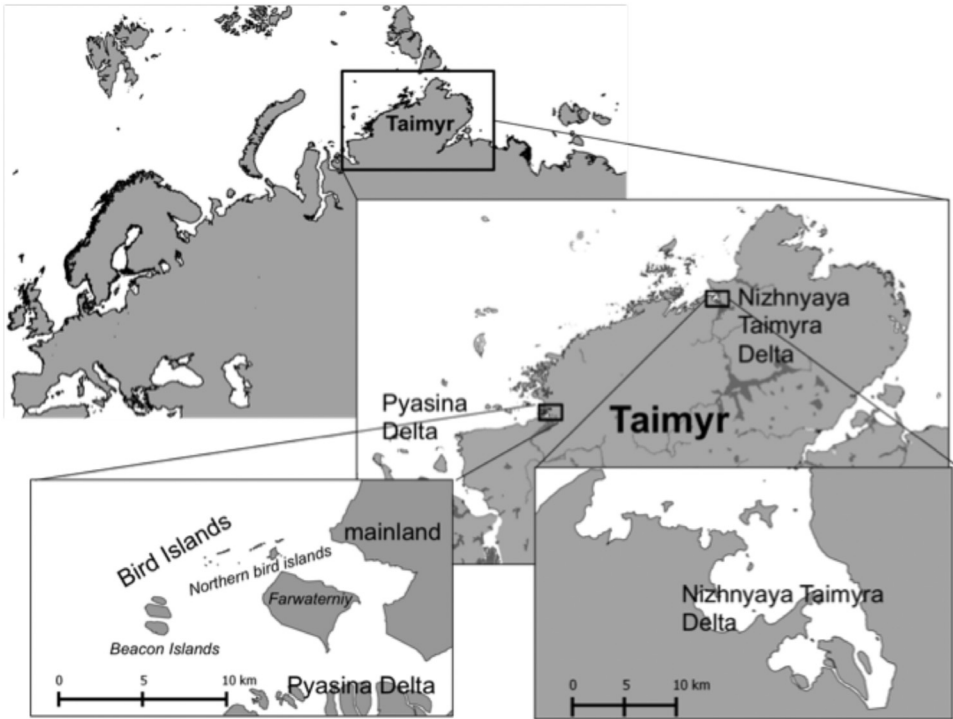 Taimyr
Nizhnyaya
Taimyra
Delta
Pyasina
Delta
Taimyr
mainland
Bird Islands
Northern bird islands
Farwaterniy
Beacon Islands
0 5 10 km
Pyasina Delta
Nizhnyaya Taimyra
Delta
0 5 10 km